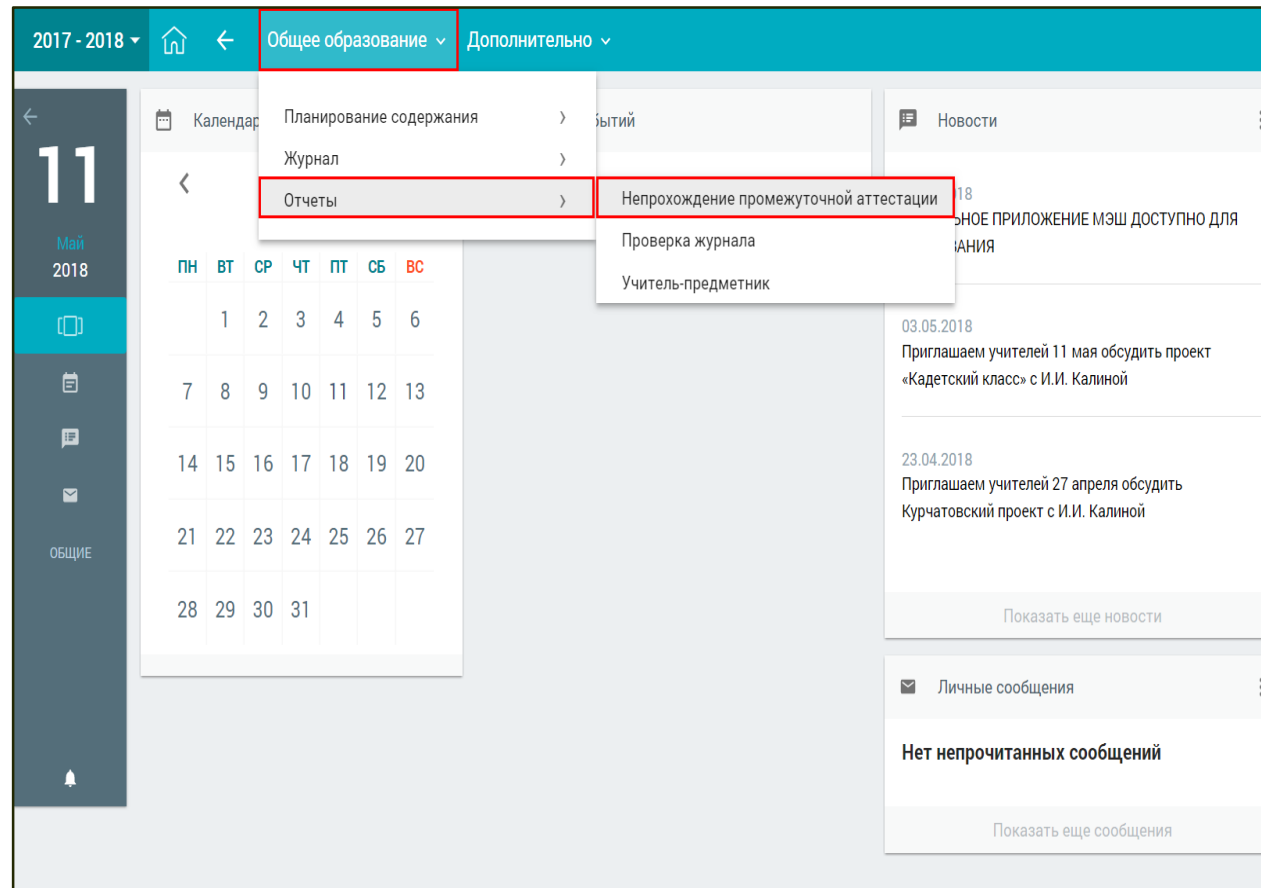 2017 - 2018
Общее образование
Дополнительно
11
Май
2018
ОБЩИЕ
Планирование содержания
Журнал
Отчеты
Непрохождение промежуточной аттестации
Проверка журнала
Учитель-предметник
ПН ВТ СР ЧТ ПТ СБ ВС
1 2 3 4 5 6
7 8 9 10 11 12 13
14 15 16 17 18 19 20
21 22 23 24 25 26 27
28 29 30 31
Новости
ПРИЛОЖЕНИЕ МЭШ ДОСТУПНО ДЛЯ
03.05.2018
Приглашаем учителей 11 мая обсудить проект
«Кадетский класс» с И.И. Калиной
23.04.2018
Приглашаем учителей 27 апреля обсудить
Курчатовский проект с И.И. Калиной
Показать еще новости
Личные сообщения
Нет непрочитанных сообщений
Показать еще сообщения